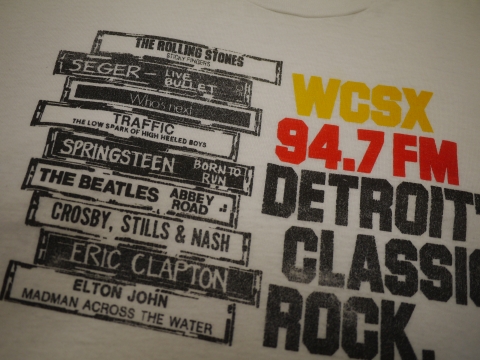 THE ROLLING STONES
STICKY FINGERS
SEGER - LIVE
BULLET
Who's next
TRAFFIC
THE LOW SPARK OF HIGH HEELED BOYS
SPRINGSTEEN BORN TO
RUN
THE BEATLES ABBEY
ROAD
CROSBY, STILLS & NASH
ERIC CLAPTON
ELTON JOHN
MADMAN ACROSS THE WATER
WCSX
94.7 FM
DETROIT'
CLASSIC
ROCK.